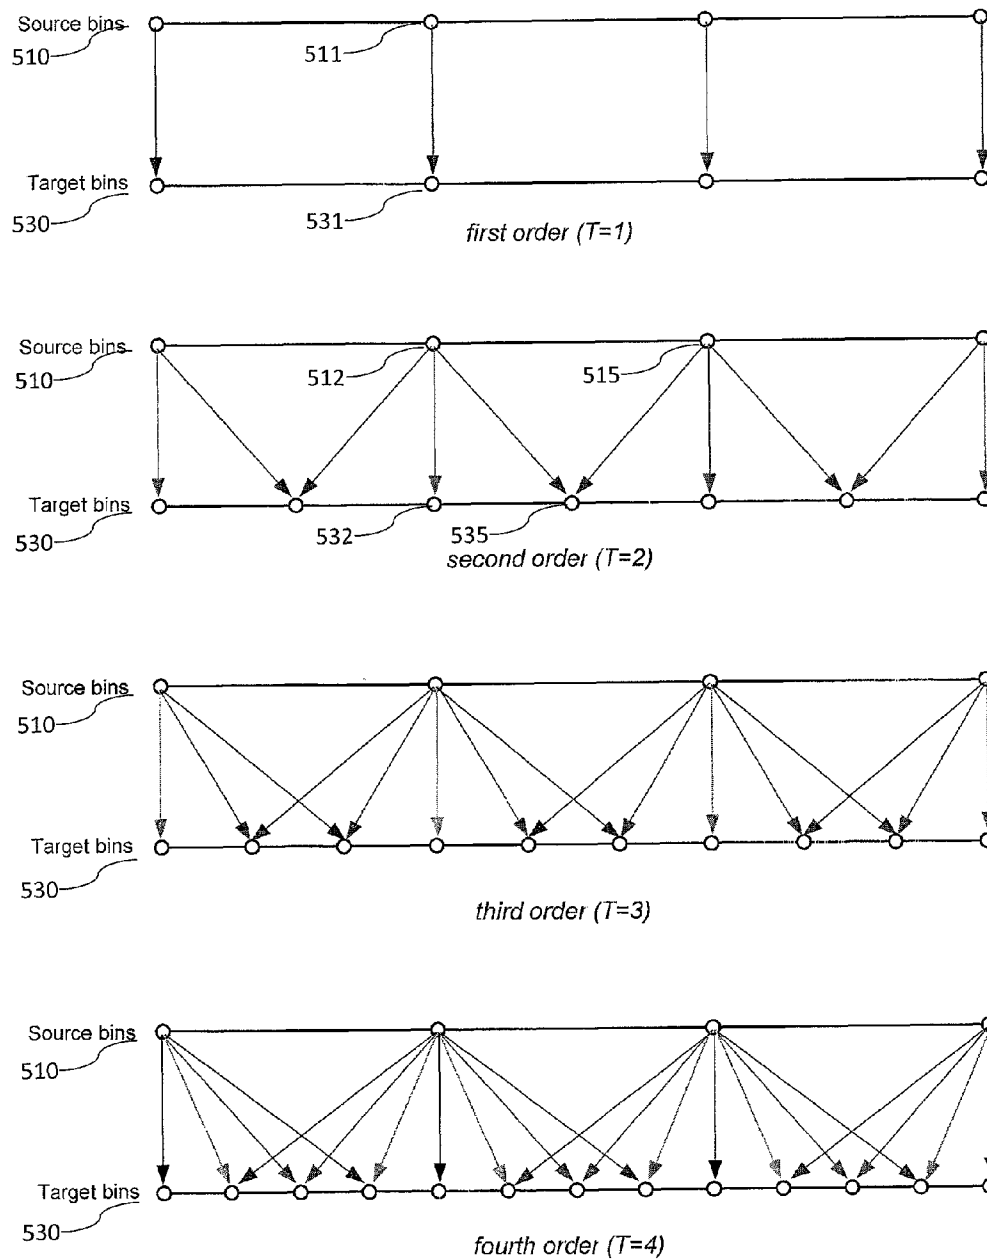 Source bins
510
511
Target bins
530
531
first order (T=1)
Source bins
510
512
515
Target bins
530
532
535
second order (T=2)
Source bins
510
Target bins
530
third order (T=3)
Source bins
510
Target bins
530
fourth order (T=4)